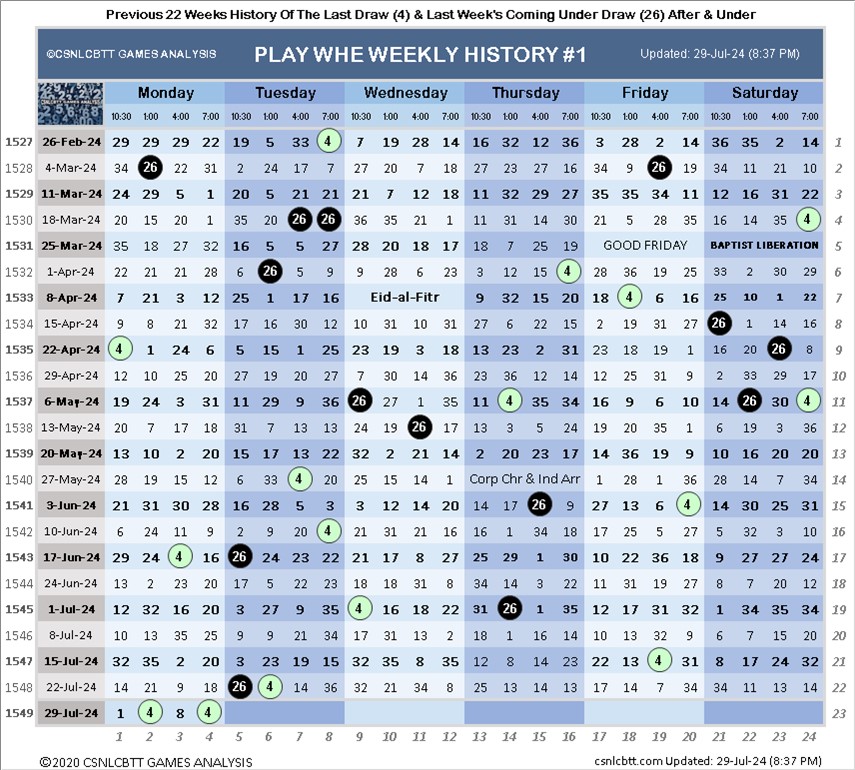 Previous 22 Weeks History Of The Last Draw (4) & Last Week's Coming Under Draw (26) After & Under
©CSNLCBTT GAMES ANALYSIS PLAY WHE WEEKLY HISTORY #1 Updated: 29-Jul-24 (8:37 PM)
CSNLCBTT GAMES ANALYSIS Monday Tuesday Wednesday Thursday Friday Saturday
10:30 1:00 4:00 7:00 10:30 1:00 4:00 7:00 10:30 1:00 4:00 7:00 10:30 1:00 4:00 7:00 10:30 1:00 4:00 7:00 10:30 1:00 4:00 7:00
1527 26-Feb-24 29 29 29 22 19 5 33 4 7 19 28 14 16 32 12 36 3 28 2 14 36 35 2 14 1
1528 4-Mar-24 34 26 22 31 2 24 17 7 27 20 7 18 27 23 27 16 34 9 26 19 34 11 21 10 2
1529 11-Mar-24 24 29 5 1 20 5 21 21 21 7 12 18 11 32 29 27 35 35 34 11 12 16 31 22 3
1530 18-Mar-24 20 15 20 1 35 20 26 26 36 35 21 1 11 31 14 30 21 5 28 35 16 14 35 4 4
1531 25-Mar-24 35 18 27 32 16 5 5 27 28 20 18 17 18 7 25 19 GOOD FRIDAY BAPTIST LIBERATION 5
1532 1-Apr-24 22 21 21 28 6 26 5 9 9 28 6 23 3 12 15 4 28 36 19 25 33 2 30 29 6
1533 8-Apr-24 7 21 3 12 25 1 17 16 Eid-al-Fitr 9 32 15 20 18 4 6 16 25 10 1 22 7
1534 15-Apr-24 9 8 21 32 17 16 30 12 10 31 10 31 27 6 22 15 2 19 31 27 26 1 14 16 8
1535 22-Apr-24 4 1 24 6 5 15 1 25 23 19 3 18 13 23 2 31 23 18 19 1 16 20 26 8 9
1536 29-Apr-24 12 10 25 20 27 19 20 27 7 30 14 36 23 36 12 14 12 25 31 9 2 33 29 17 10
1537 6-May-24 19 24 3 31 11 29 9 36 26 27 1 35 11 4 35 34 16 9 6 10 14 26 30 4 11
1538 13-May-24 20 7 17 18 31 7 13 13 24 19 26 27 13 3 5 24 19 20 35 1 6 19 3 36 12
1539 20-May-24 13 10 2 20 15 17 13 22 32 2 21 14 2 20 23 17 14 36 19 9 10 16 20 20 13
1540 27-May-24 28 19 15 12 6 33 4 20 25 15 14 1 Corp Chr & Ind Arr 1 28 1 36 28 14 7 34 14
1541 3-Jun-24 21 31 30 28 16 28 5 3 3 12 14 20 14 17 26 9 27 13 6 4 14 30 25 31 15
1542 10-Jun-24 6 24 11 9 2 9 20 4 21 31 21 16 16 1 34 18 17 21 20 27 5 32 3 10 16
1543 17-Jun-24 29 24 4 16 26 24 23 22 21 17 8 27 25 29 1 30 10 22 36 18 9 27 27 24 17
1544 24-Jun-24 13 2 23 20 17 5 22 23 18 18 31 8 34 14 3 22 11 31 19 27 8 7 20 12 18
1545 1-Jul-24 12 32 16 20 3 27 9 35 4 16 18 22 31 26 1 35 12 17 31 32 1 34 35 34 19
1546 8-Jul-24 10 13 35 25 9 9 21 34 17 31 13 2 18 1 16 14 10 13 32 9 6 7 15 20 20
1547 15-Jul-24 32 35 2 20 3 23 19 15 32 35 8 35 12 8 14 23 22 13 4 31 8 17 24 32 21
1548 22-Jul-24 14 21 9 18 26 4 14 36 32 21 34 8 25 13 14 13 17 14 7 34 34 11 13 14 22
1549 29-Jul-24 1 4 8 4 23
1 2 3 4 5 6 7 8 9 10 11 12 13 14 15 16 17 18 19 20 21 22 23 24
©2020 CSNLCBTT GAMES ANALYSIS csnlcbtt.com Updated: 29-Jul-24 (8:37 PM)